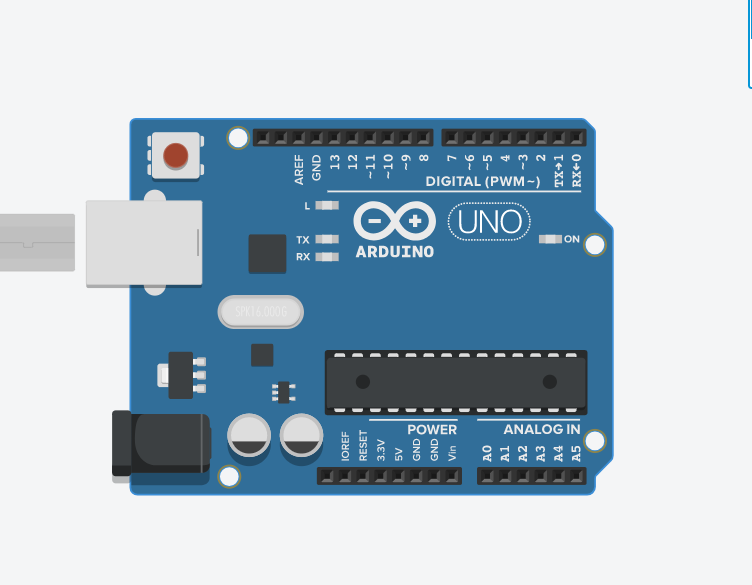 AREF
GND
13
12
~11
~10
~9
8
7
~6
~5
4
~3
2
TX→1
RX←0
DIGITAL (PWM~)
L
TX
RX
UNO
ON
ARDUINO
SPK16.000G
POWER
ANALOG IN
IOREF
RESET
3.3V
5V
GND
GND
Vin
A0
A1
A2
A3
A4
A5